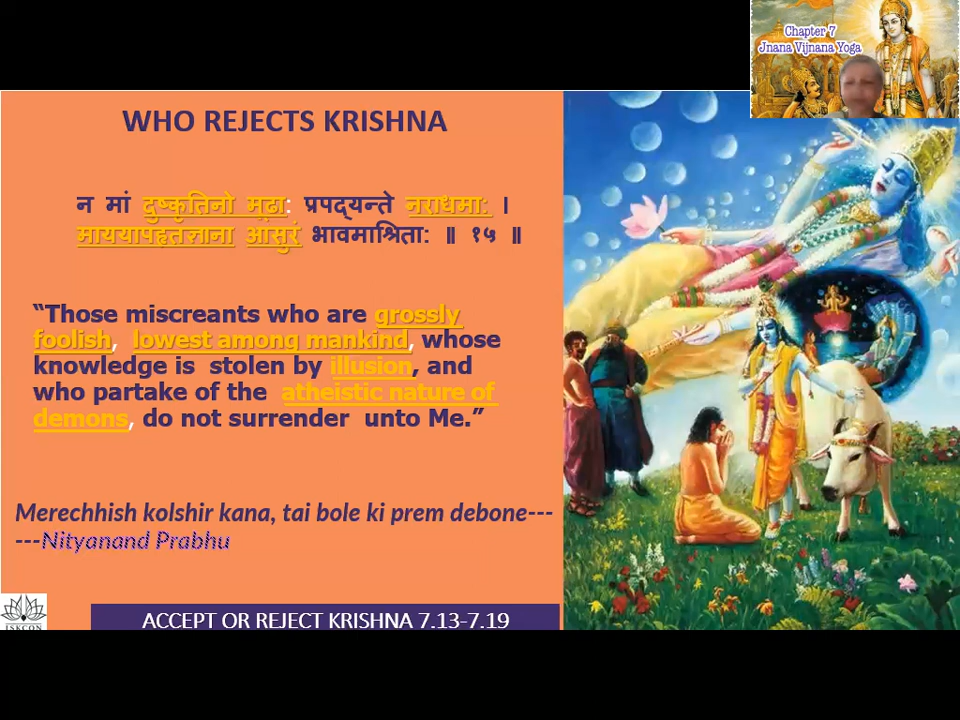 Chapter 7
Jnana Vijnana Yoga
WHO REJECTS KRISHNA
न मां दुष्कृतिनो मूढा: प्रपद्यन्ते नराधमा: ।
माययापहृतज्ञाना आसुरं भावमाश्रिता: ॥ १५ ॥
“Those miscreants who are grossly
foolish, lowest among mankind, whose
knowledge is stolen by illusion, and
who partake of the atheistic nature of
demons, do not surrender unto Me.”
Merechhish kolshir kana, tai bole ki prem debone---
---Nityanand Prabhu
ISKCON
ACCEPT OR REJECT KRISHNA 7.13-7.19